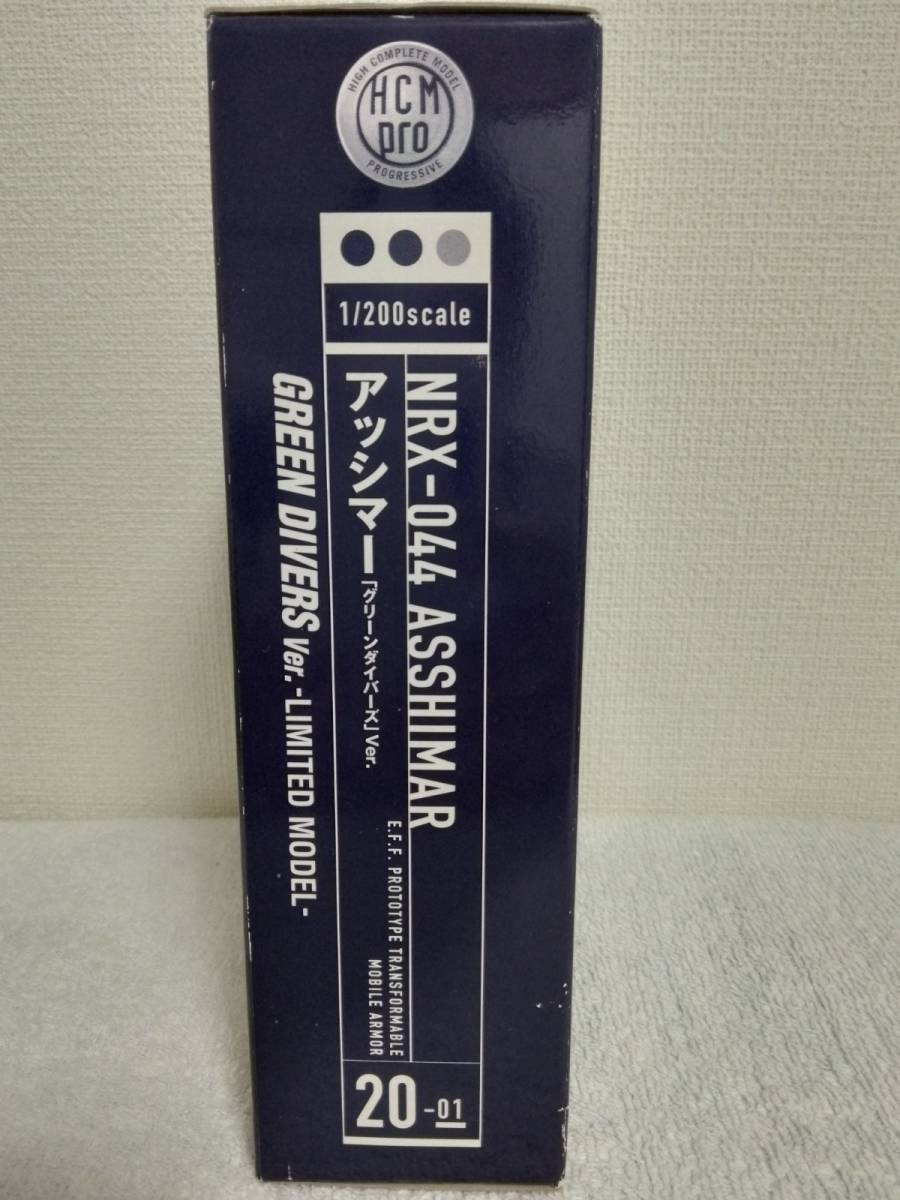 HIGH COMPLETE MODEL
HCM
pro
PROGRESSIVE
1/200scale
NRX-044 ASSHIMAR
アッシマー「グリーンダイバーズ」Ver.
E.F.F. PROTOTYPE TRANSFORMABLE
MOBILE ARMOR
GREEN DIVERS Ver.-LIMITED MODEL-
20-01